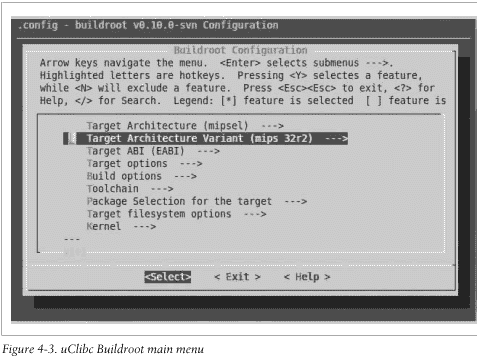 .config - buildroot v0.10.0-svn Configuration
Buildroot Configuration
Arrow keys navigate the menu.  <Enter> selects submenus --->.
Highlighted letters are hotkeys.  Pressing <Y> selectes a feature,
while <N> will exclude a feature.  Press <Esc><Esc> to exit, <?> for
Help, </> for Search.  Legend: [*] feature is selected  [ ] feature is
Target Architecture (mipsel)  --->
Target Architecture Variant (mips 32r2)  --->
Target ABI (EABI)  --->
Target options  --->
Build options  --->
Toolchain  --->
Package Selection for the target  --->
Target filesystem options  --->
Kernel  --->
---
<Select>    < Exit >    < Help >
Figure 4-3. uClibc Buildroot main menu